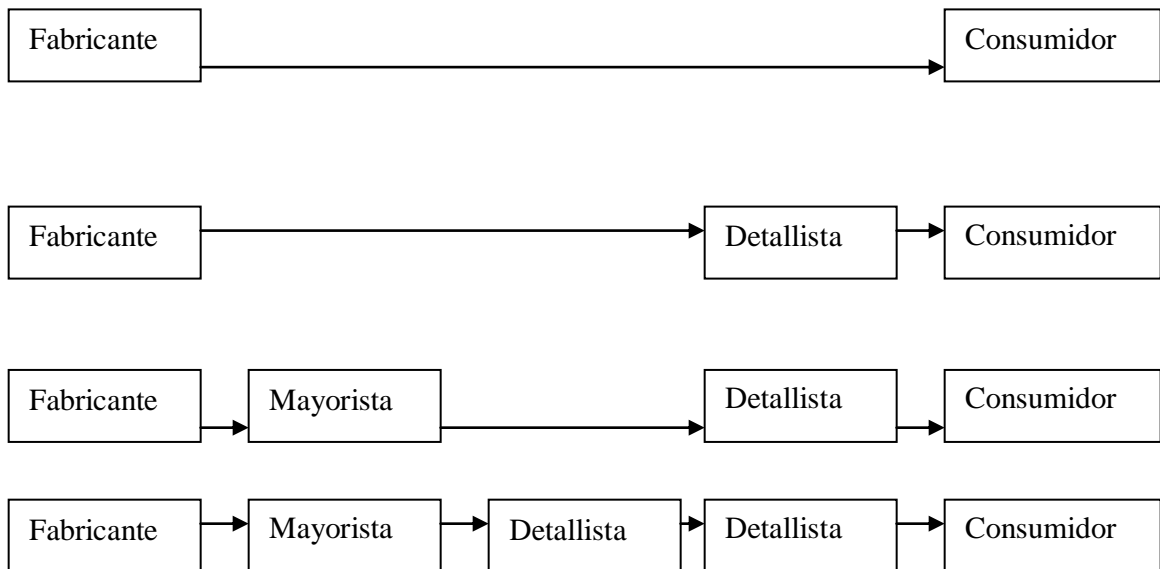 Fabricante Consumidor
Fabricante Detallista Consumidor
Fabricante Mayorista Detallista Consumidor
Fabricante Mayorista Detallista Detallista Consumidor